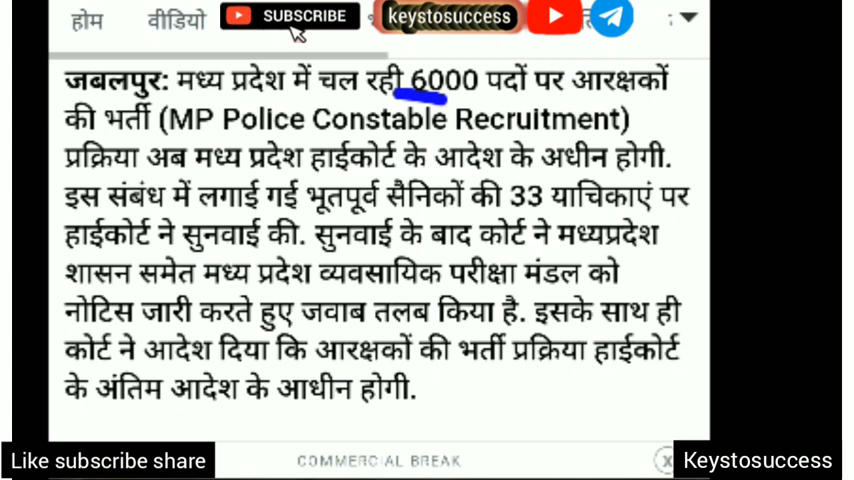 होम वीडियो SUBSCRIBE keystosuccess
जबलपुर: मध्य प्रदेश में चल रही 6000 पदों पर आरक्षकों
की भर्ती (MP Police Constable Recruitment)
प्रक्रिया अब मध्य प्रदेश हाईकोर्ट के आदेश के अधीन होगी.
इस संबंध में लगाई गई भूतपूर्व सैनिकों की 33 याचिकाएं पर
हाईकोर्ट ने सुनवाई की. सुनवाई के बाद कोर्ट ने मध्यप्रदेश
शासन समेत मध्य प्रदेश व्यवसायिक परीक्षा मंडल को
नोटिस जारी करते हुए जवाब तलब किया है. इसके साथ ही
कोर्ट ने आदेश दिया कि आरक्षकों की भर्ती प्रक्रिया हाईकोर्ट
के अंतिम आदेश के आधीन होगी.
Like subscribe share COMMERCIAL BREAK x Keystosuccess